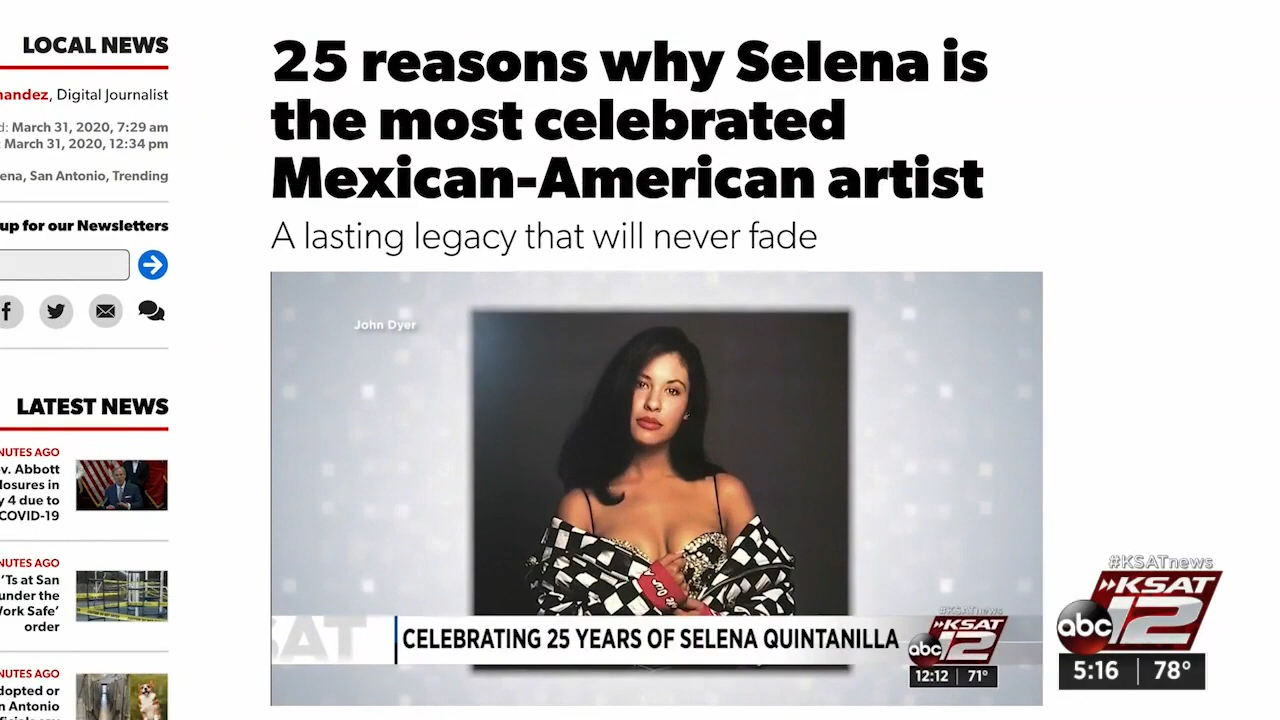 LOCAL NEWS
nandez, Digital Journalist
d: March 31, 2020, 7:29 am
: March 31, 2020, 12:34 pm
ena, San Antonio, Trending
up for our Newsletters
LATEST NEWS
NUTES AGO
v. Abbott
losures in
y 4 due to
COVID-19
NUTES AGO
'Ts at San
under the
ork Safe'
order
NUTES AGO
dopted or
n Antonio
25 reasons why Selena is
the most celebrated
Mexican-American artist
A lasting legacy that will never fade
John Dyer
SAT
CELEBRATING 25 YEARS OF SELENA QUINTANILLA
#KSATnews
KSAT
abc 12
12:12 71°
#KSATnews
KSAT
abc 12
5:16 78°